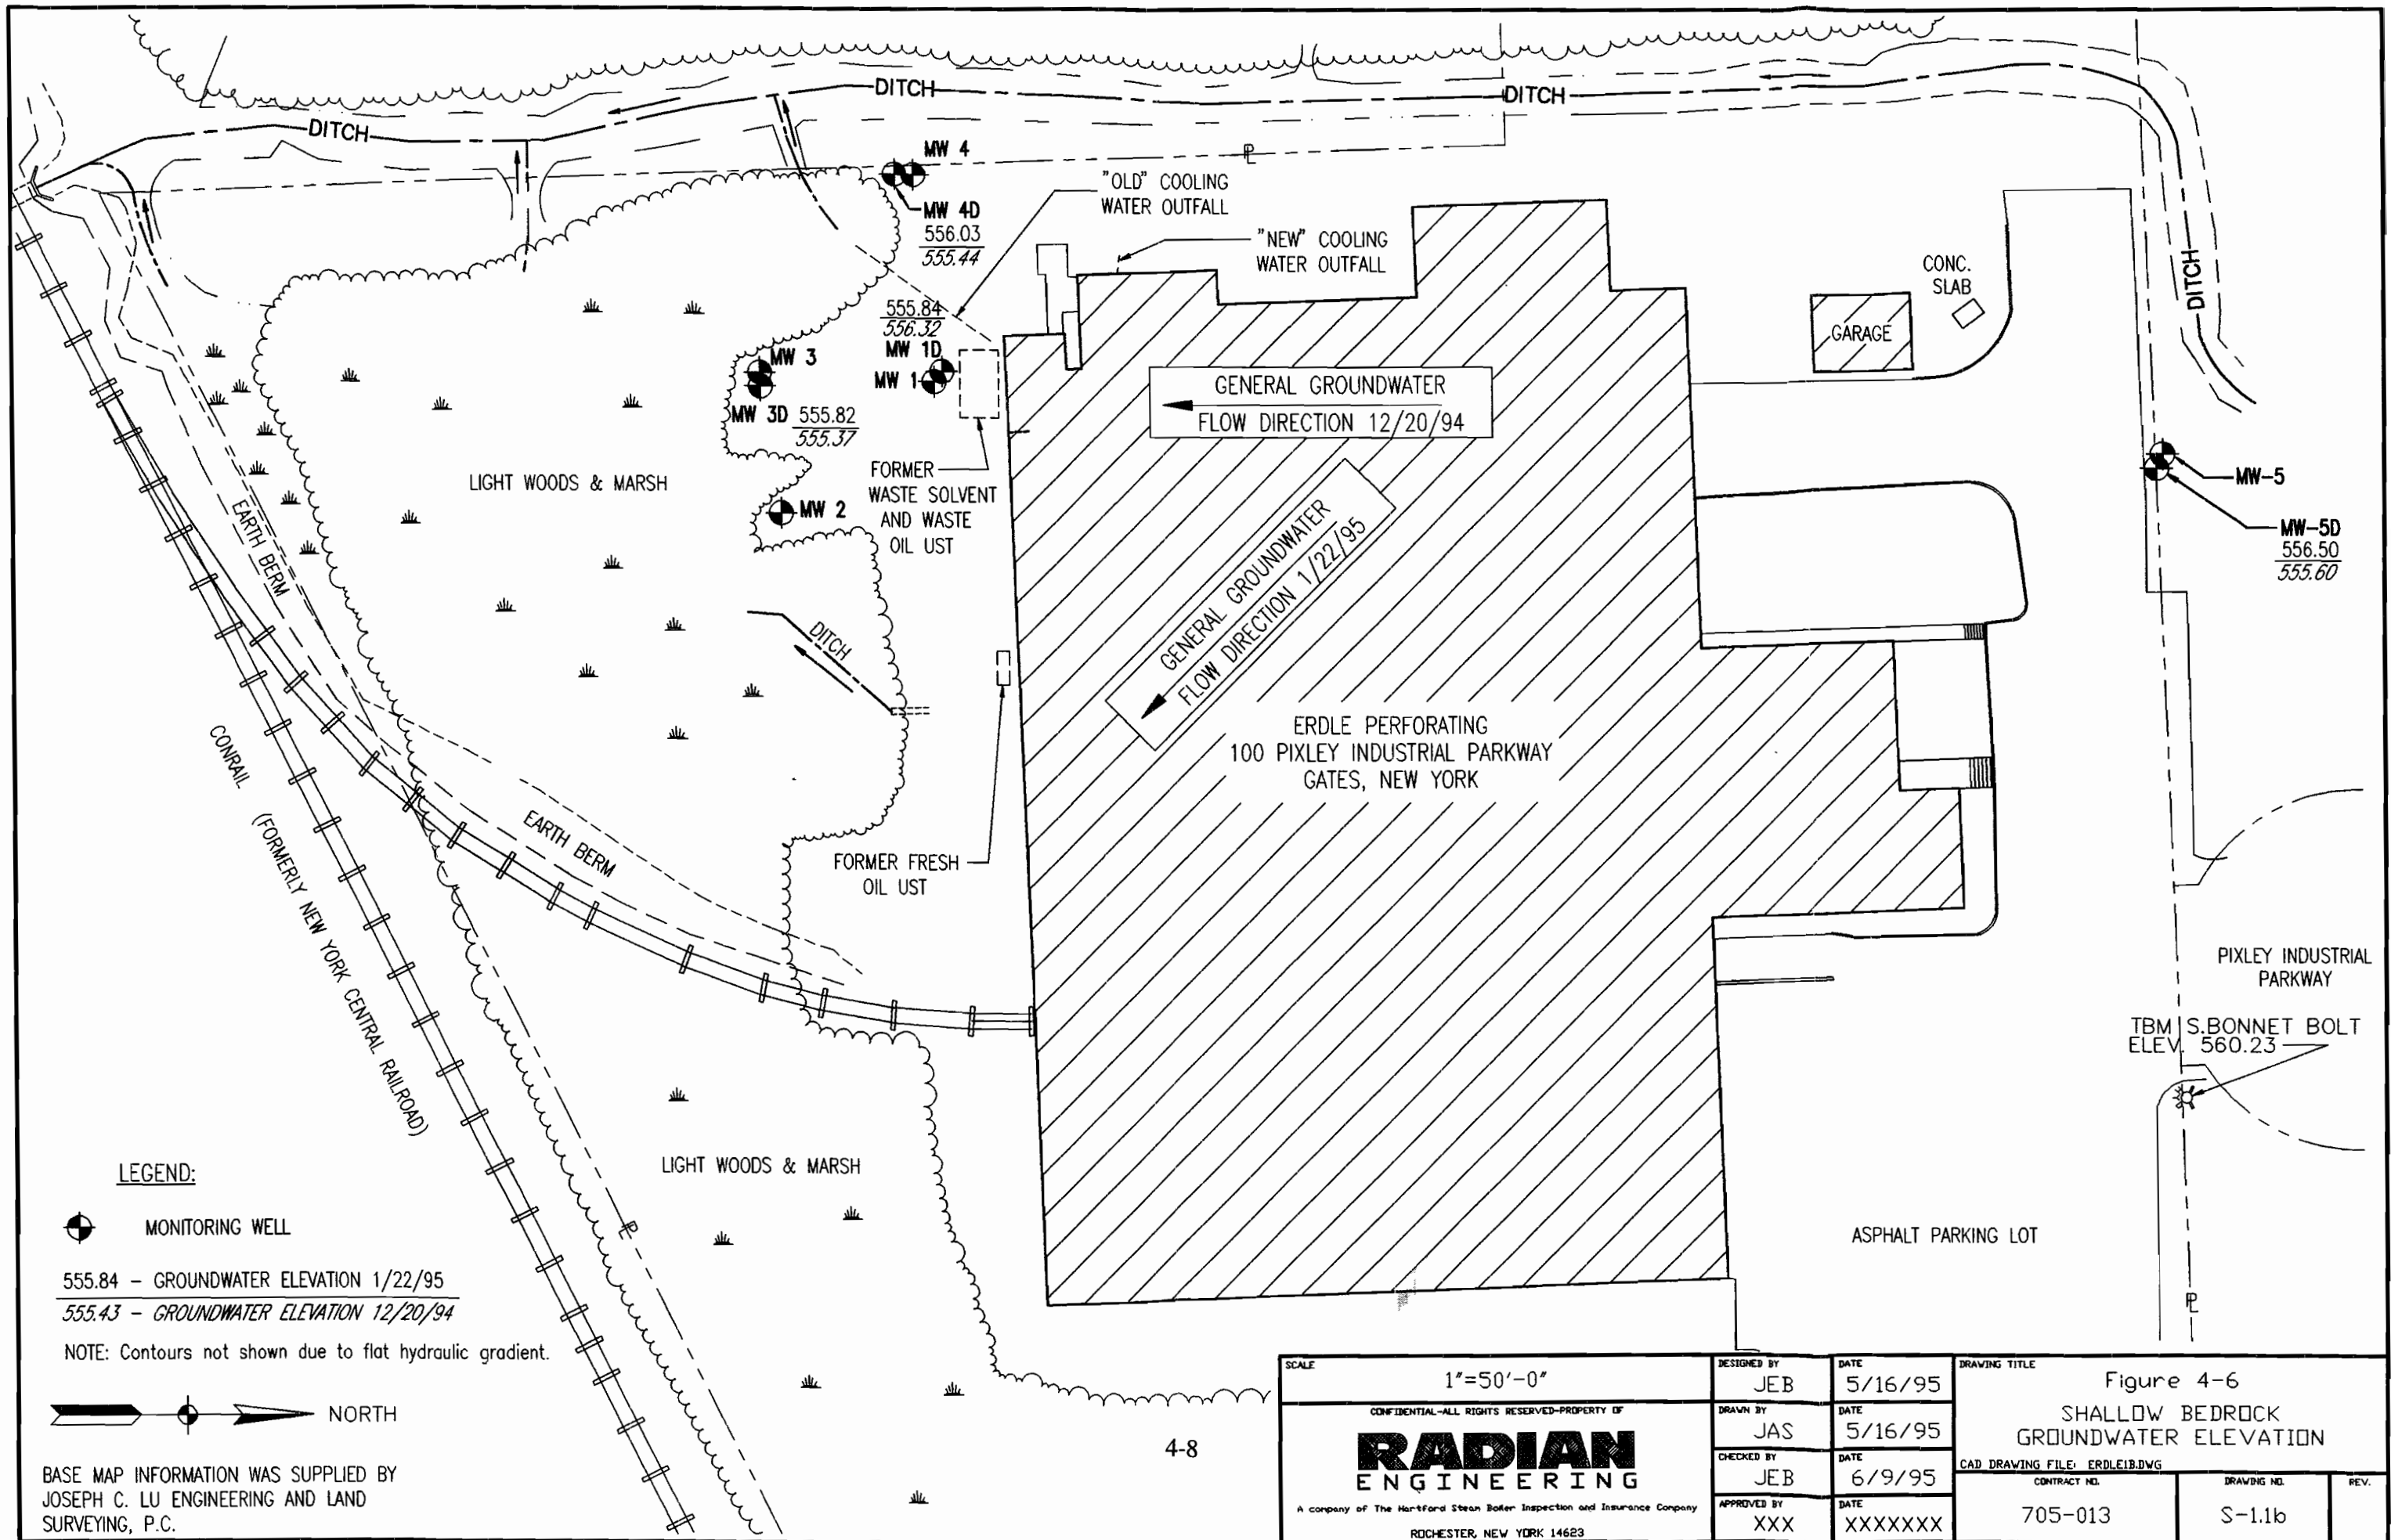 DITCH
DITCH
DITCH
DITCH
MW 4
MW 4D
556.03
555.44
"OLD" COOLING
WATER OUTFALL
"NEW" COOLING
WATER OUTFALL
CONC.
SLAB
GARAGE
555.84
556.32
MW 1D
MW 1
MW 3
MW 3D
555.82
555.37
GENERAL GROUNDWATER
FLOW DIRECTION 12/20/94
GENERAL GROUNDWATER
FLOW DIRECTION 1/22/95
FORMER
WASTE SOLVENT
AND WASTE
OIL UST
LIGHT WOODS & MARSH
MW 2
MW-5
MW-5D
556.50
555.60
EARTH BERM
DITCH
ERDLE PERFORATING
100 PIXLEY INDUSTRIAL PARKWAY
GATES, NEW YORK
CONRAIL (FORMERLY NEW YORK CENTRAL RAILROAD)
EARTH BERM
FORMER FRESH
OIL UST
PIXLEY INDUSTRIAL
PARKWAY
TBM S.BONNET BOLT
ELEV. 560.23
LIGHT WOODS & MARSH
ASPHALT PARKING LOT
LEGEND:
MONITORING WELL
555.84 - GROUNDWATER ELEVATION 1/22/95
555.43 - GROUNDWATER ELEVATION 12/20/94
NOTE: Contours not shown due to flat hydraulic gradient.
NORTH
BASE MAP INFORMATION WAS SUPPLIED BY
JOSEPH C. LU ENGINEERING AND LAND
SURVEYING, P.C.
4-8
SCALE
1"=50'-0"
CONFIDENTIAL-ALL RIGHTS RESERVED-PROPERTY OF
RADIAN
ENGINEERING
A company of The Hartford Steam Boiler Inspection and Insurance Company
ROCHESTER, NEW YORK 14623
DESIGNED BY
JEB
DATE
5/16/95
DRAWN BY
JAS
DATE
5/16/95
CHECKED BY
JEB
DATE
6/9/95
APPROVED BY
XXX
DATE
XXXXXXX
DRAWING TITLE
Figure 4-6
SHALLOW BEDROCK
GROUNDWATER ELEVATION
CAD DRAWING FILE: ERDLE1B.DWG
CONTRACT NO.
705-013
DRAWING NO.
S-1.1b
REV.